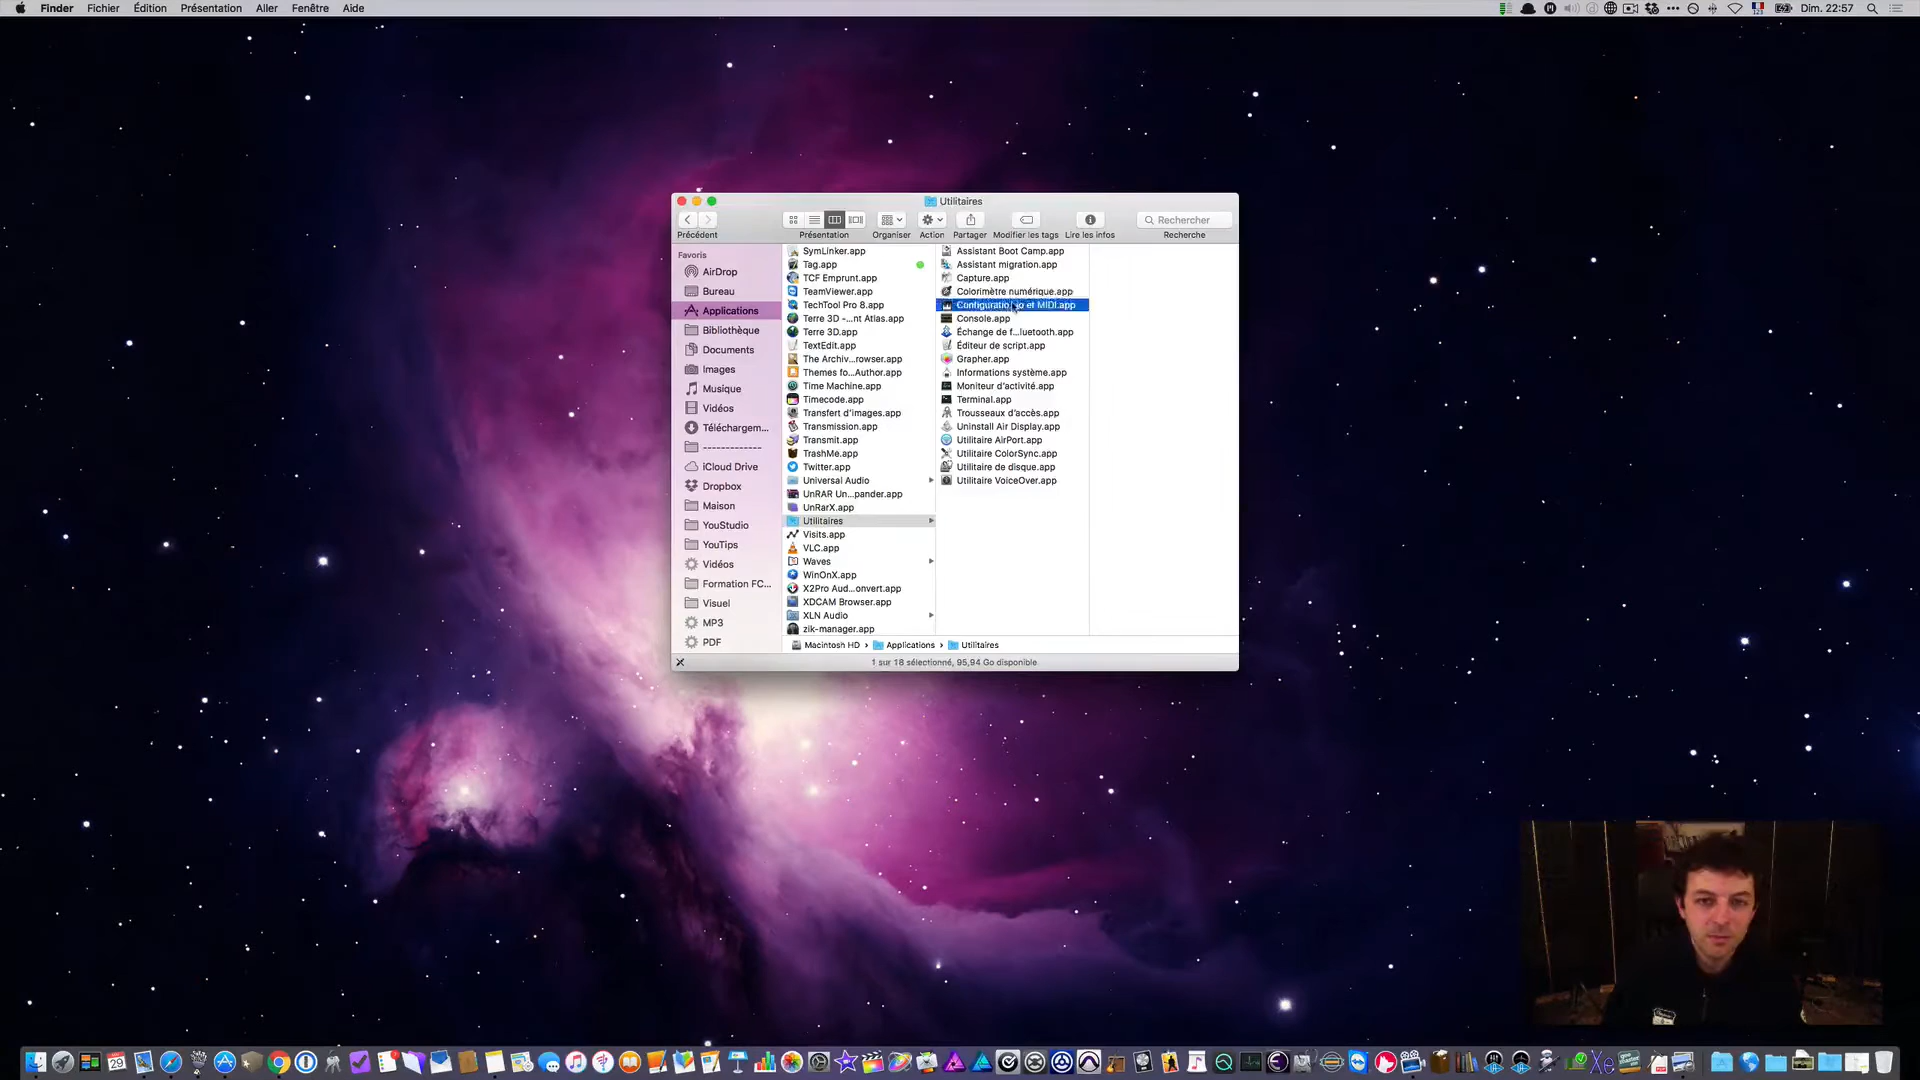 Finder Fichier Édition Présentation Aller Fenêtre Aide
Dim. 22:57
Utilitaires
Précédent
Présentation
Organiser
Action
Partager
Modifier les tags
Lire les infos
Rechercher
Recherche
Favoris
AirDrop
Bureau
Applications
Bibliothèque
Documents
Images
Musique
Vidéos
Téléchargem...
--------------
iCloud Drive
Dropbox
Maison
YouStudio
YouTips
Vidéos
Formation FC...
Visuel
MP3
PDF
SymLinker.app
Tag.app
TCF Emprunt.app
TeamViewer.app
TechTool Pro 8.app
Terre 3D -...nt Atlas.app
Terre 3D.app
TextEdit.app
The Archiv...rowser.app
Themes fo...Author.app
Time Machine.app
Timecode.app
Transfert d'images.app
Transmission.app
Transmit.app
TrashMe.app
Twitter.app
Universal Audio
UnRAR Un...pander.app
UnRarX.app
Utilitaires
Visits.app
VLC.app
Waves
WinOnX.app
X2Pro Aud...onvert.app
XDCAM Browser.app
XLN Audio
zik-manager.app
Assistant Boot Camp.app
Assistant migration.app
Capture.app
Colorimètre numérique.app
et MIDI.app
Console.app
Échange de f...luetooth.app
Éditeur de script.app
Grapher.app
Informations système.app
Moniteur d'activité.app
Terminal.app
Trousseaux d'accès.app
Uninstall Air Display.app
Utilitaire AirPort.app
Utilitaire ColorSync.app
Utilitaire de disque.app
Utilitaire VoiceOver.app
Macintosh HD › Applications › Utilitaires
1 sur 18 sélectionné, 95,94 Go disponible
29